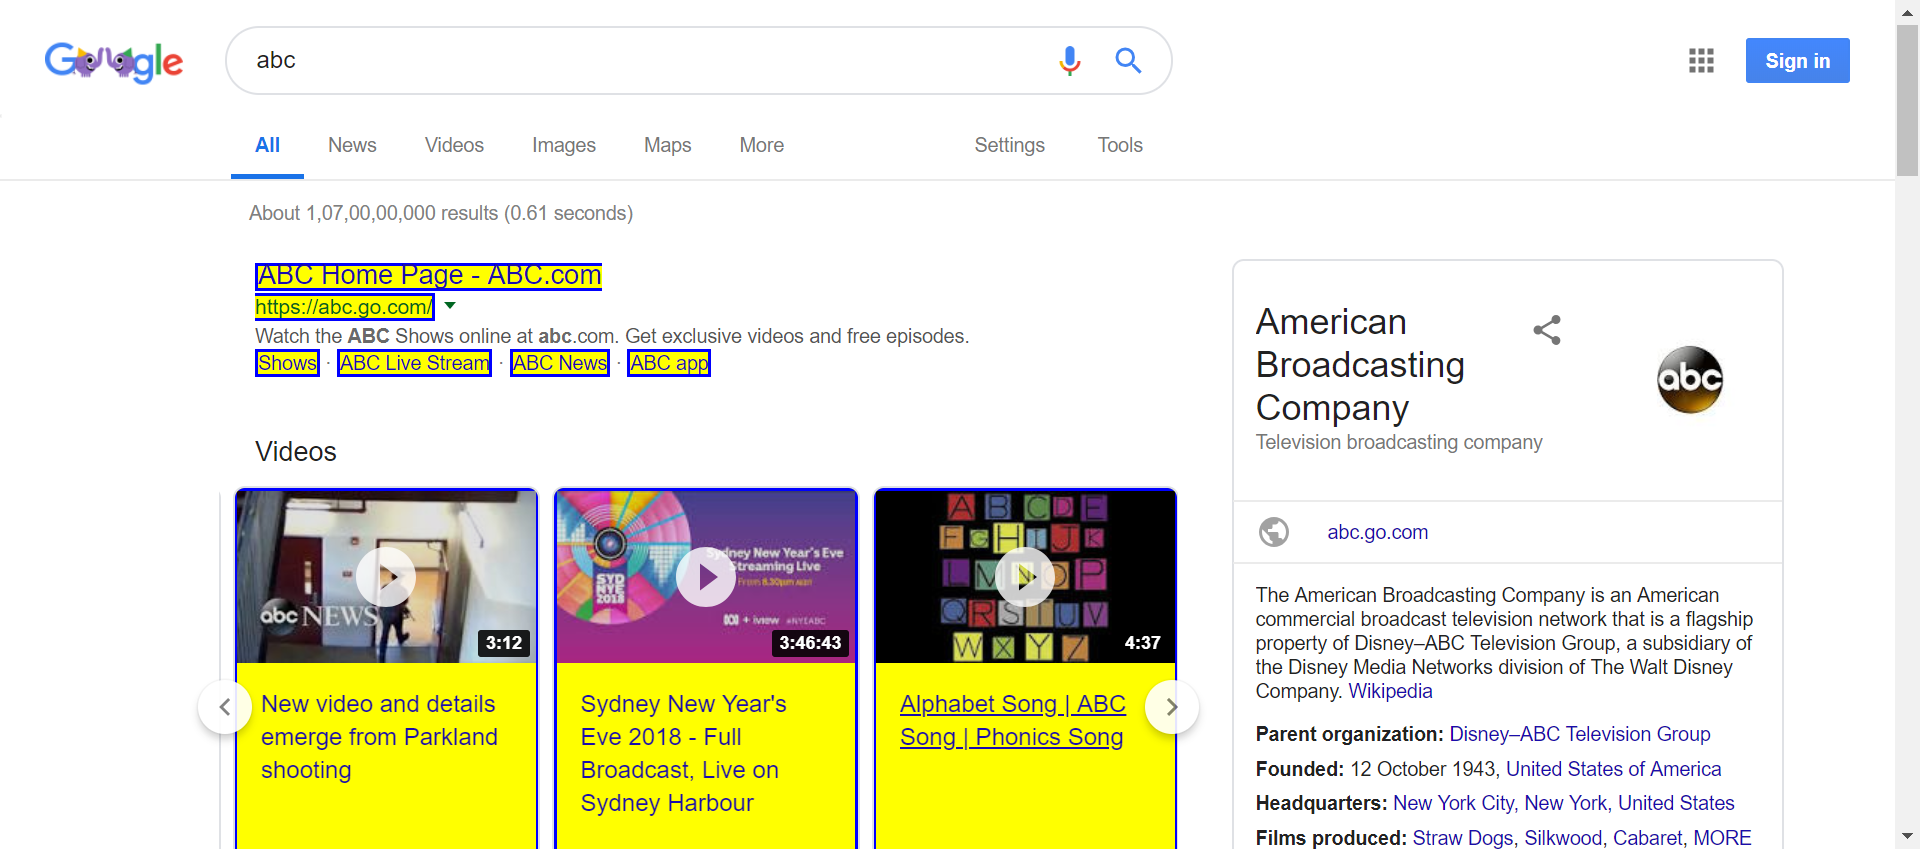 Google
abc
Sign in
All News Videos Images Maps More Settings Tools
About 1,07,00,00,000 results (0.61 seconds)
ABC Home Page - ABC.com
https://abc.go.com/
Watch the ABC Shows online at abc.com. Get exclusive videos and free episodes.
Shows · ABC Live Stream · ABC News · ABC app
Videos
abc NEWS
3:12
New video and details
emerge from Parkland
shooting
SYD
NYE
2018
Sydney New Year's Eve
Streaming Live
From 8.30pm AEDT
+ iview #NYEABC
3:46:43
Sydney New Year's
Eve 2018 - Full
Broadcast, Live on
Sydney Harbour
A B C D E
F G H I J K
L M N O P
Q R S T U V
W X Y Z
4:37
Alphabet Song | ABC
Song | Phonics Song
American
Broadcasting
Company
Television broadcasting company
abc
abc.go.com
The American Broadcasting Company is an American
commercial broadcast television network that is a flagship
property of Disney–ABC Television Group, a subsidiary of
the Disney Media Networks division of The Walt Disney
Company. Wikipedia
Parent organization: Disney–ABC Television Group
Founded: 12 October 1943, United States of America
Headquarters: New York City, New York, United States
Films produced: Straw Dogs, Silkwood, Cabaret, MORE